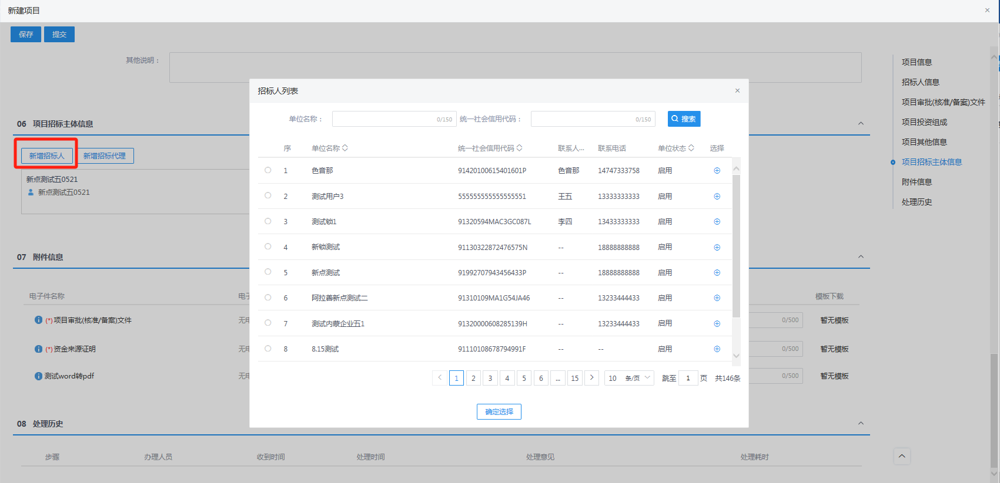 新建项目
保存 提交
其他说明：
06 项目招标主体信息
新增招标人 新增招标代理
新点测试五0521
新点测试五0521
07 附件信息
电子件名称 电子 模板下载
(*)项目审批(核准/备案)文件 无电 0/500 暂无模板
(*)资金来源证明 无电 0/500 暂无模板
测试word转pdf 无电 0/500 暂无模板
08 处理历史
步骤 办理人员 收到时间 处理时间 处理意见 处理耗时
招标人列表
单位名称： 0/150 统一社会信用代码： 0/150 搜索
序 单位名称 统一社会信用代码 联系人... 联系电话 单位状态 选择
1 色音那 91420100615401601P 色音那 14747333758 启用
2 测试用户3 555555555555555551 王五 13333333333 启用
3 测试锁1 91320594MAC3GC087L 李四 13433333333 启用
4 新锁测试 91130322872476575N -- 18888888888 启用
5 新点测试 91992707943456433P -- 18888888888 启用
6 阿拉善新点测试二 91310109MA1G54JA46 -- 13233444433 启用
7 测试内蒙企业五1 91320000608285139H -- 13233444433 启用
8 8.15测试 91110108678794991F -- -- 启用
1 2 3 4 5 6 ... 15 10 条/页 跳至 1 页 共146条
确定选择
项目信息
招标人信息
项目审批(核准/备案)文件
项目投资组成
项目其他信息
项目招标主体信息
附件信息
处理历史